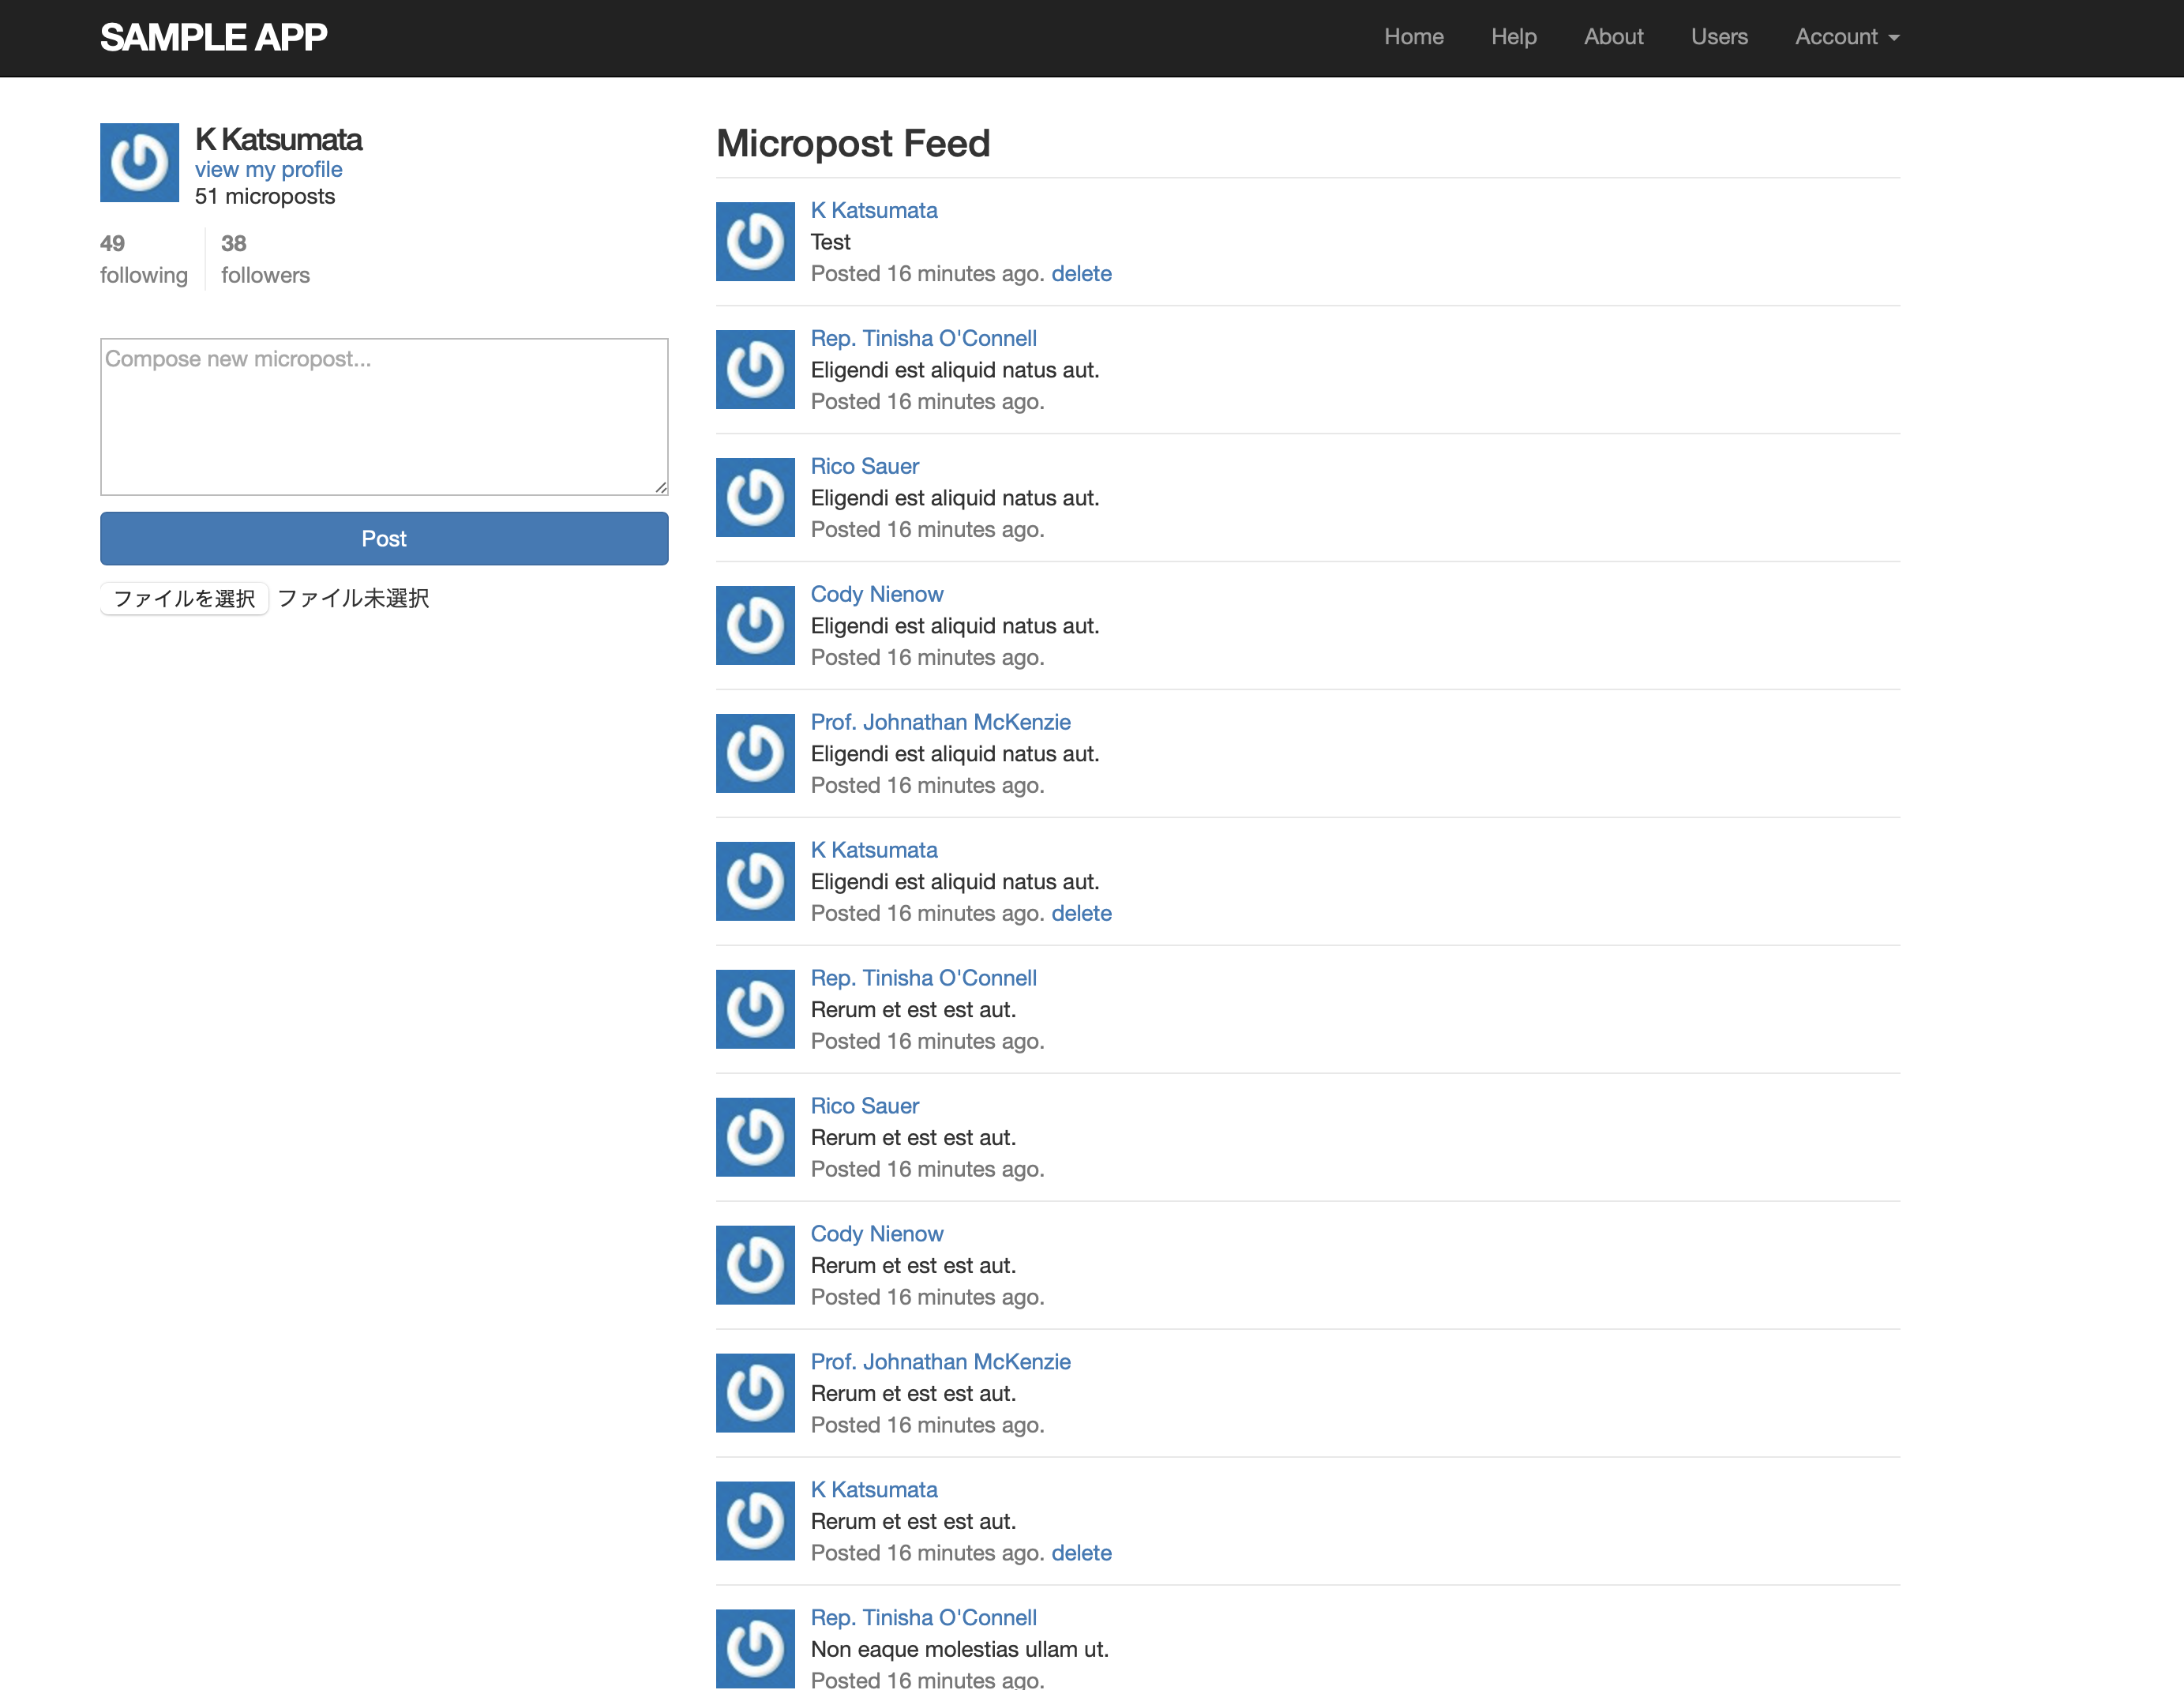 SAMPLE APP
Home Help About Users Account
K Katsumata
view my profile
51 microposts
49 38
following followers
Compose new micropost...
Post
ファイルを選択 ファイル未選択
Micropost Feed
K Katsumata
Test
Posted 16 minutes ago. delete
Rep. Tinisha O'Connell
Eligendi est aliquid natus aut.
Posted 16 minutes ago.
Rico Sauer
Eligendi est aliquid natus aut.
Posted 16 minutes ago.
Cody Nienow
Eligendi est aliquid natus aut.
Posted 16 minutes ago.
Prof. Johnathan McKenzie
Eligendi est aliquid natus aut.
Posted 16 minutes ago.
K Katsumata
Eligendi est aliquid natus aut.
Posted 16 minutes ago. delete
Rep. Tinisha O'Connell
Rerum et est est aut.
Posted 16 minutes ago.
Rico Sauer
Rerum et est est aut.
Posted 16 minutes ago.
Cody Nienow
Rerum et est est aut.
Posted 16 minutes ago.
Prof. Johnathan McKenzie
Rerum et est est aut.
Posted 16 minutes ago.
K Katsumata
Rerum et est est aut.
Posted 16 minutes ago. delete
Rep. Tinisha O'Connell
Non eaque molestias ullam ut.
Posted 16 minutes ago.